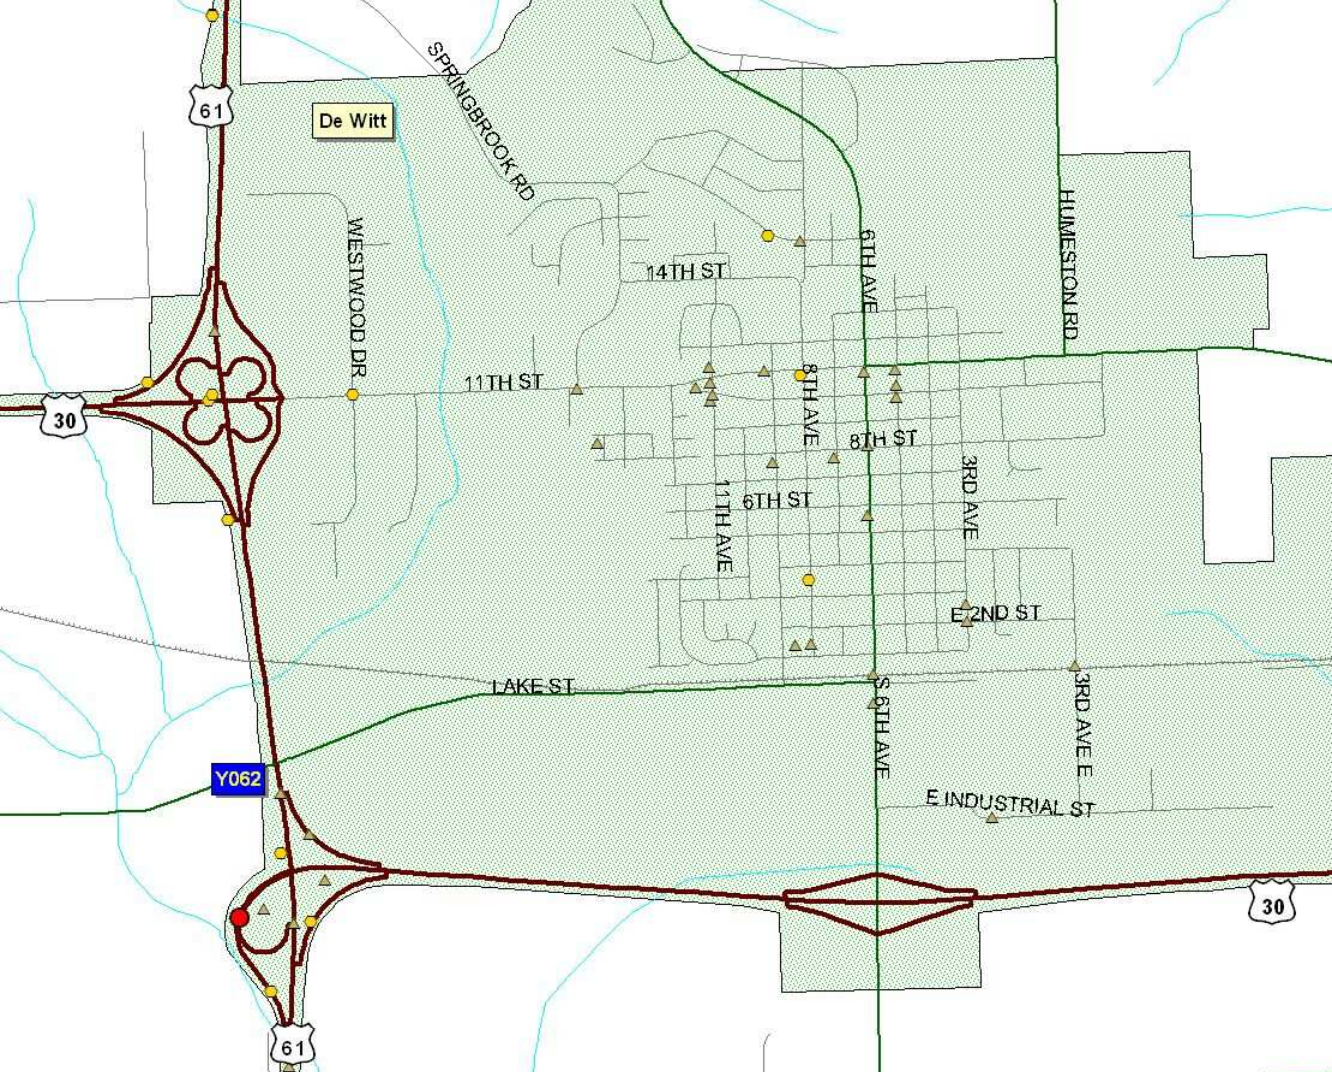 61
De Witt
SPRINGBROOK RD
WESTWOOD DR
6TH AVE
HUMESTON RD
14TH ST
11TH ST
30
8TH AVE
8TH ST
3RD AVE
11TH AVE
6TH ST
E 2ND ST
LAKE ST
S 6TH AVE
3RD AVE E
Y062
E INDUSTRIAL ST
30
61